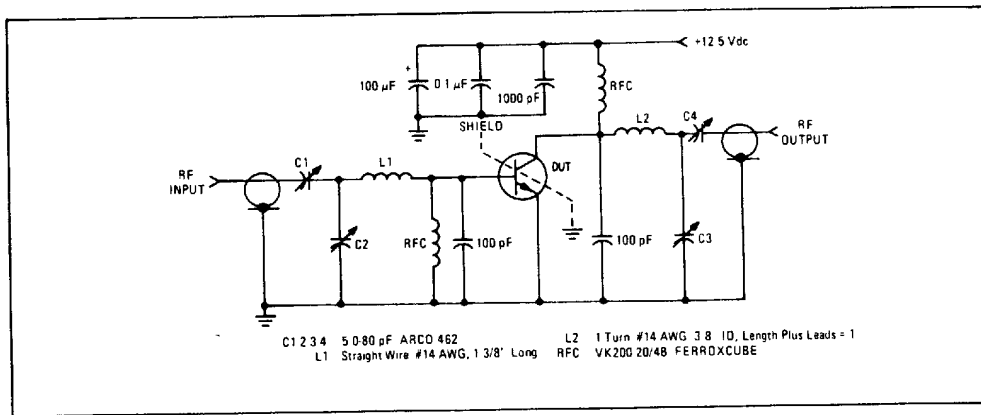 +12 5 Vdc
+
100 µF
0 1 µF
1000 pF
RFC
SHIELD
L2
C4
RF
OUTPUT
DUT
C1
L1
RF
INPUT
C2
RFC
100 pF
100 pF
C3
C1 2 3 4 5 0-80 pF ARCO 462
L1 Straight Wire #14 AWG, 1 3/8' Long
L2 1 Turn #14 AWG 3 8 ID, Length Plus Leads = 1
RFC VK200 20/4B FERROXCUBE